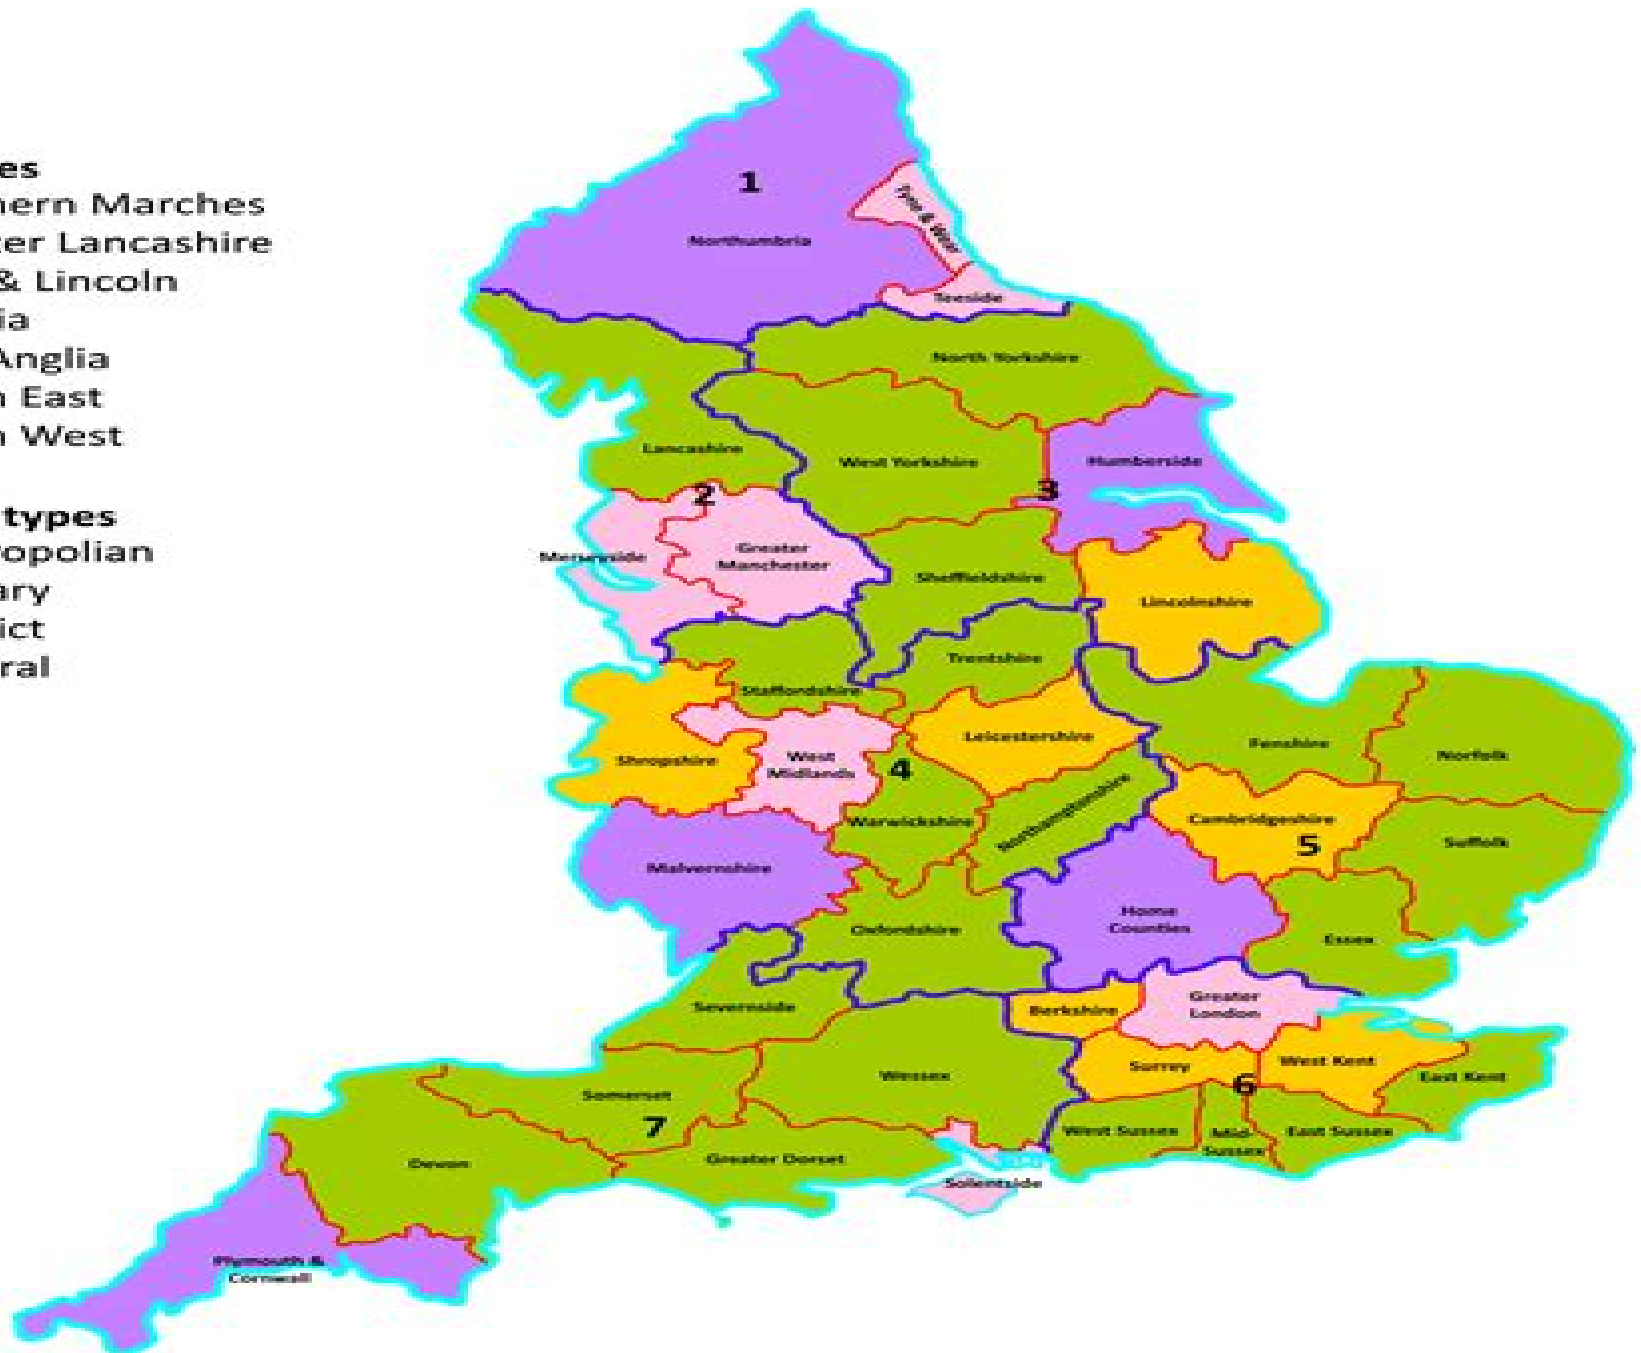 es
nern Marches
ter Lancashire
& Lincoln
ia
Anglia
n East
n West
types
opolian
ary
ict
ral
1
Northumbria
Tyne & Wear
Teeside
North Yorkshire
Lancashire
West Yorkshire
Humberside
2
3
Merseyside
Greater
Manchester
Sheffieldshire
Lincolnshire
Trentshire
Staffordshire
Shropshire
West
Midlands
Leicestershire
4
Fenshire
Norfolk
Warwickshire
Northamptonshire
Cambridgeshire
5
Suffolk
Malvernshire
Home
Counties
Oxfordshire
Essex
Severnside
Berkshire
Greater
London
Wessex
Surrey
West Kent
East Kent
6
Somerset
7
West Sussex
Mid-
Sussex
East Sussex
Devon
Greater Dorset
Solentside
Plymouth &
Cornwall